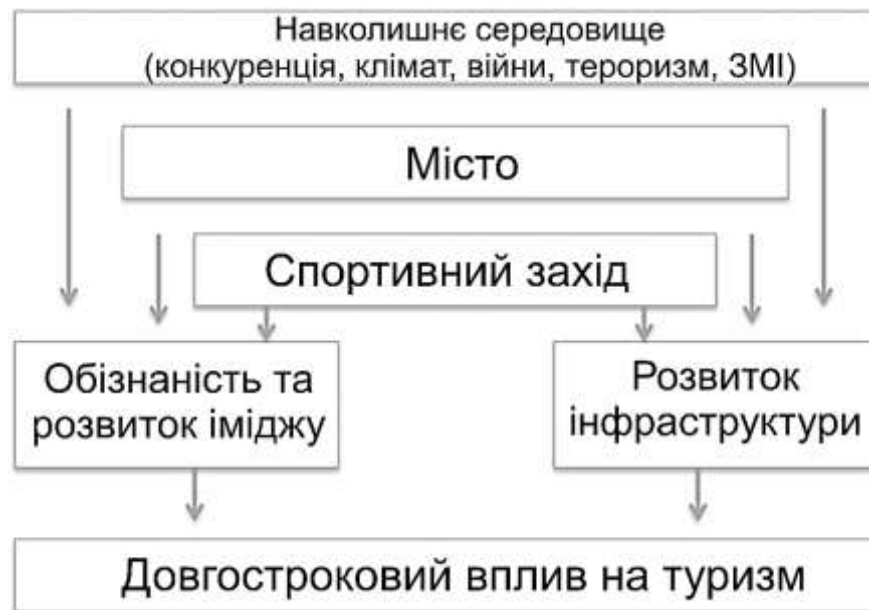 Навколишнє середовище
(конкуренція, клімат, війни, тероризм, ЗМІ)
Місто
Спортивний захід
Обізнаність та
розвиток іміджу
Розвиток
інфраструктури
Довгостроковий вплив на туризм